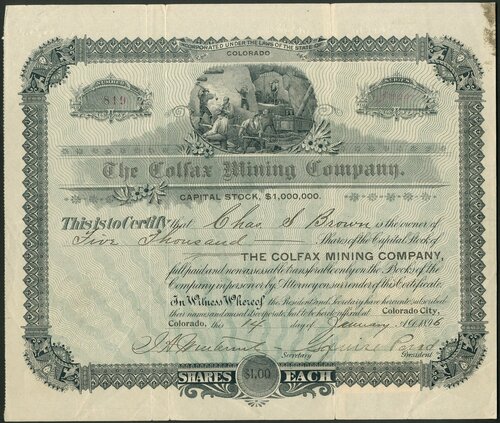 INCORPORATED UNDER THE LAWS OF THE STATE OF
COLORADO
NUMBER
819
SHARES
The Colfax Mining Company.
CAPITAL STOCK, $1,000,000.
This is to Certify that Chas S Brown is the owner of
Five Thousand Shares of the Capital Stock of
THE COLFAX MINING COMPANY,
full paid and non assessable transferable only on the Books of the
Company in person or by Attorney on surrender of this Certificate.
In Witness Whereof the President and Secretary have hereunto subscribed
their names and caused the corporate Seal to be hereto affixed at Colorado City,
Colorado, this 14 day of January A.D. 1896
Secretary President
SHARES $1.00 EACH